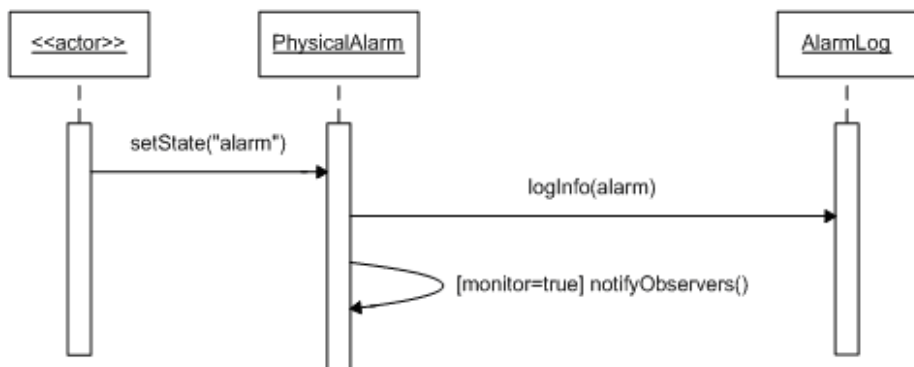 <<actor>>
PhysicalAlarm
AlarmLog
setState("alarm")
logInfo(alarm)
[monitor=true] notifyObservers()